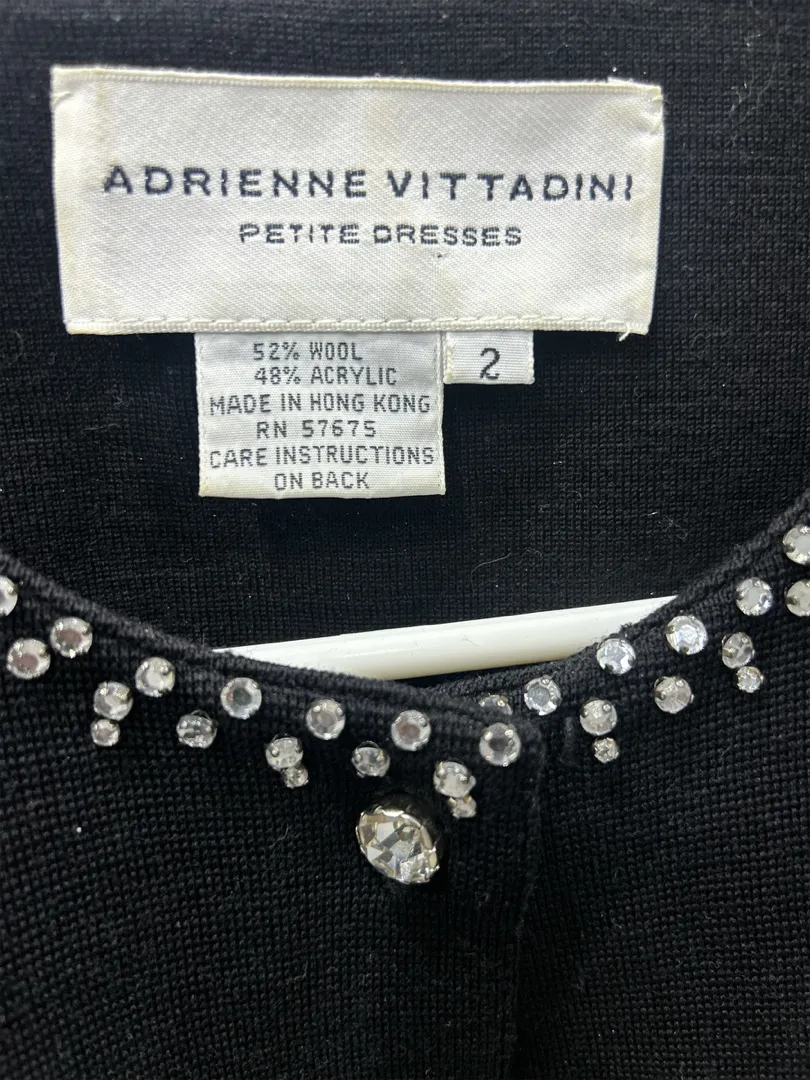 ADRIENNE VITTADINI
PETITE DRESSES
52% WOOL
48% ACRYLIC
MADE IN HONG KONG
RN 57675
CARE INSTRUCTIONS
ON BACK
2